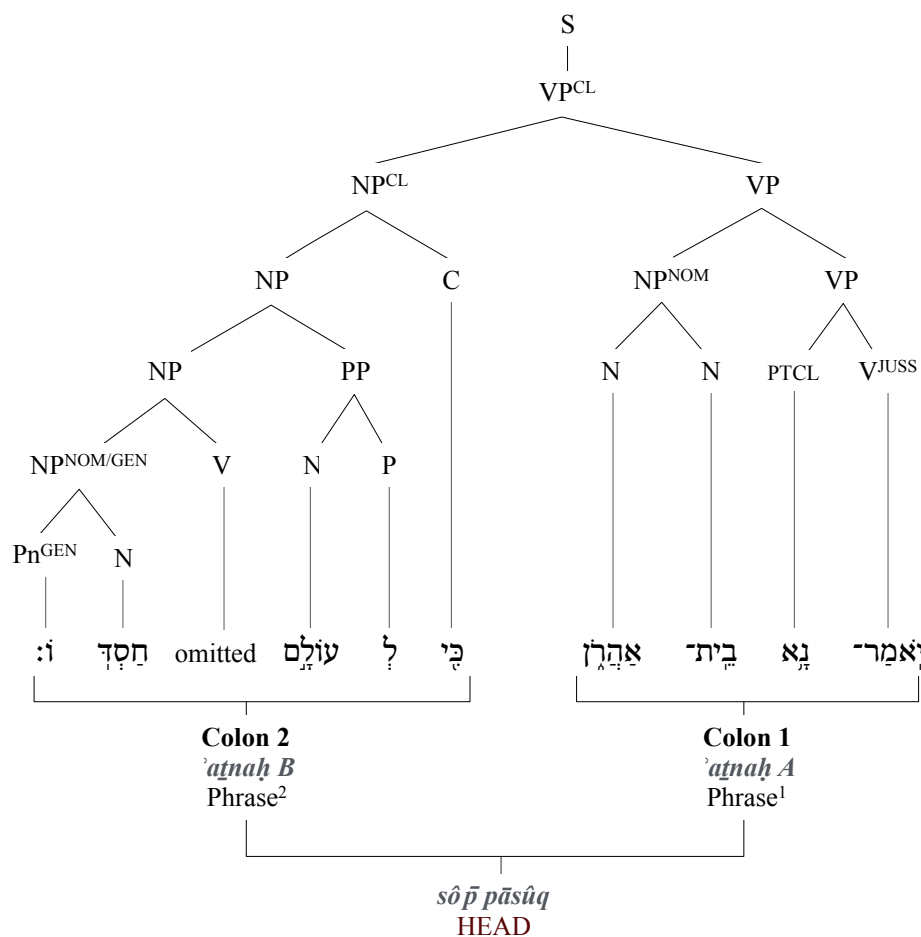 S
VP^CL
NP^CL VP
NP C NP^NOM VP
NP PP N N PTCL V^JUSS
NP^NOM/GEN V N P
Pn^GEN N
יֹֽאמַר־ נָ֥א בֵֽית־ אַהֲרֹ֑ן כִּ֖י לְ עוֹלָ֣ם omitted חַסְדּֽ וֹ׃
Colon 2 Colon 1
ʾaṯnaḥ B ʾaṯnaḥ A
Phrase² Phrase¹
sôp̄ pāsûq
HEAD